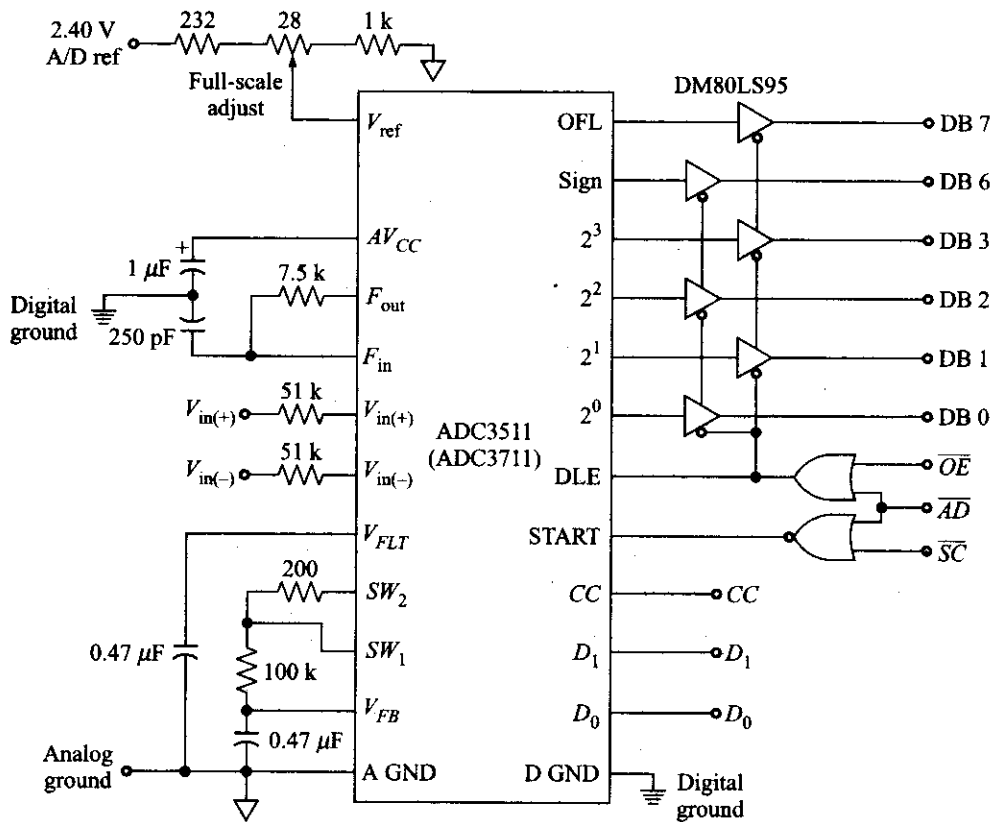 2.40 V
A/D ref
232
28
1 k
Full-scale
adjust
V_ref
AV_CC
+
1 μF
Digital
ground
250 pF
7.5 k
F_out
F_in
V_in(+)
51 k
V_in(+)
V_in(−)
51 k
V_in(−)
V_FLT
200
SW_2
0.47 μF
SW_1
100 k
V_FB
0.47 μF
Analog
ground
A GND
ADC3511
(ADC3711)
DM80LS95
OFL
DB 7
Sign
DB 6
2^3
DB 3
2^2
DB 2
2^1
DB 1
2^0
DB 0
DLE
O̅E̅
A̅D̅
START
S̅C̅
CC
CC
D_1
D_1
D_0
D_0
D GND
Digital
ground